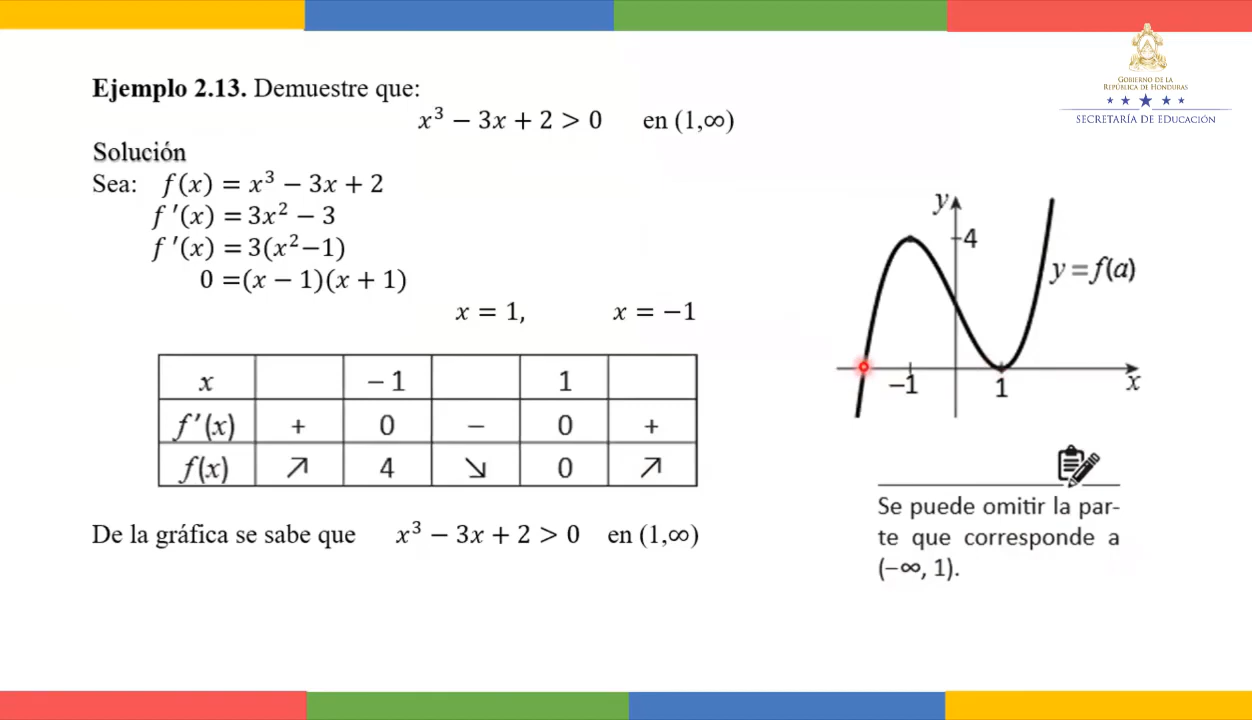 Ejemplo 2.13. Demuestre que:
x³ − 3x + 2 > 0 en (1,∞)
Solución
Sea: f(x) = x³ − 3x + 2
f ′(x) = 3x² − 3
f ′(x) = 3(x²−1)
0 =(x − 1)(x + 1)
x = 1, x = −1
x −1 1
f′(x) + 0 − 0 +
f(x) ↗ 4 ↘ 0 ↗
De la gráfica se sabe que x³ − 3x + 2 > 0 en (1,∞)
GOBIERNO DE LA
REPÚBLICA DE HONDURAS
SECRETARÍA DE EDUCACIÓN
y
4
y = f(a)
−1 1 x
Se puede omitir la par-
te que corresponde a
(−∞, 1).